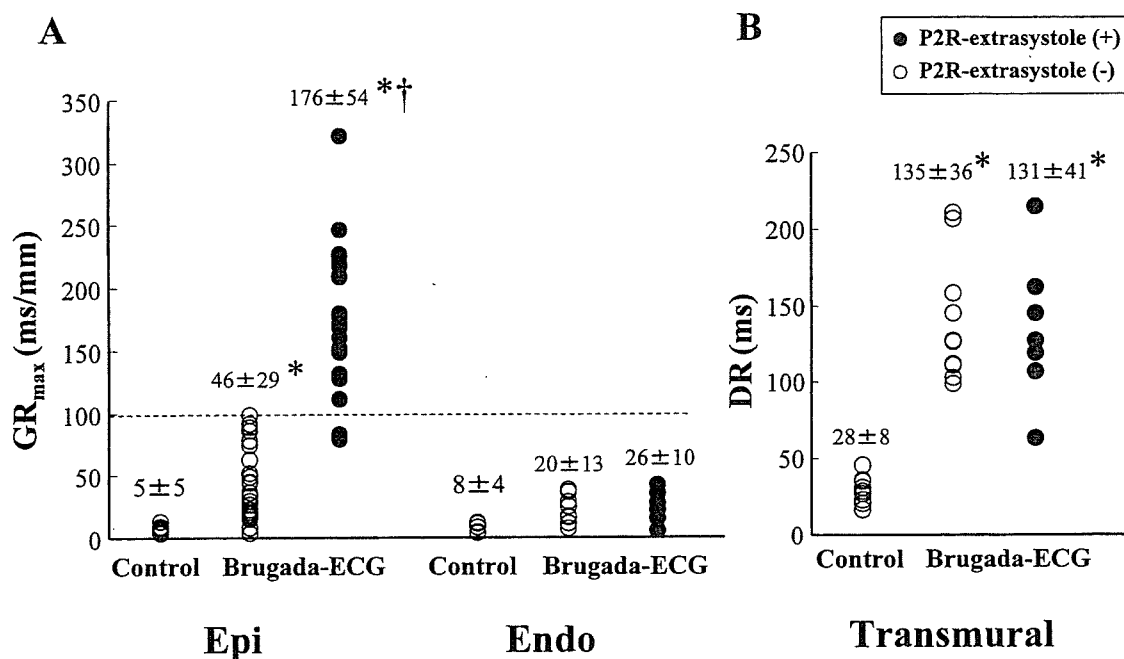 A
B
● P2R-extrasystole (+)
○ P2R-extrasystole (-)
GRmax (ms/mm)
350
300
250
200
150
100
50
0
176±54 *†
46±29 *
5±5
8±4
20±13
26±10
Control
Brugada-ECG
Control
Brugada-ECG
Epi
Endo
DR (ms)
250
200
150
100
50
0
135±36 *
131±41 *
28±8
Control
Brugada-ECG
Transmural